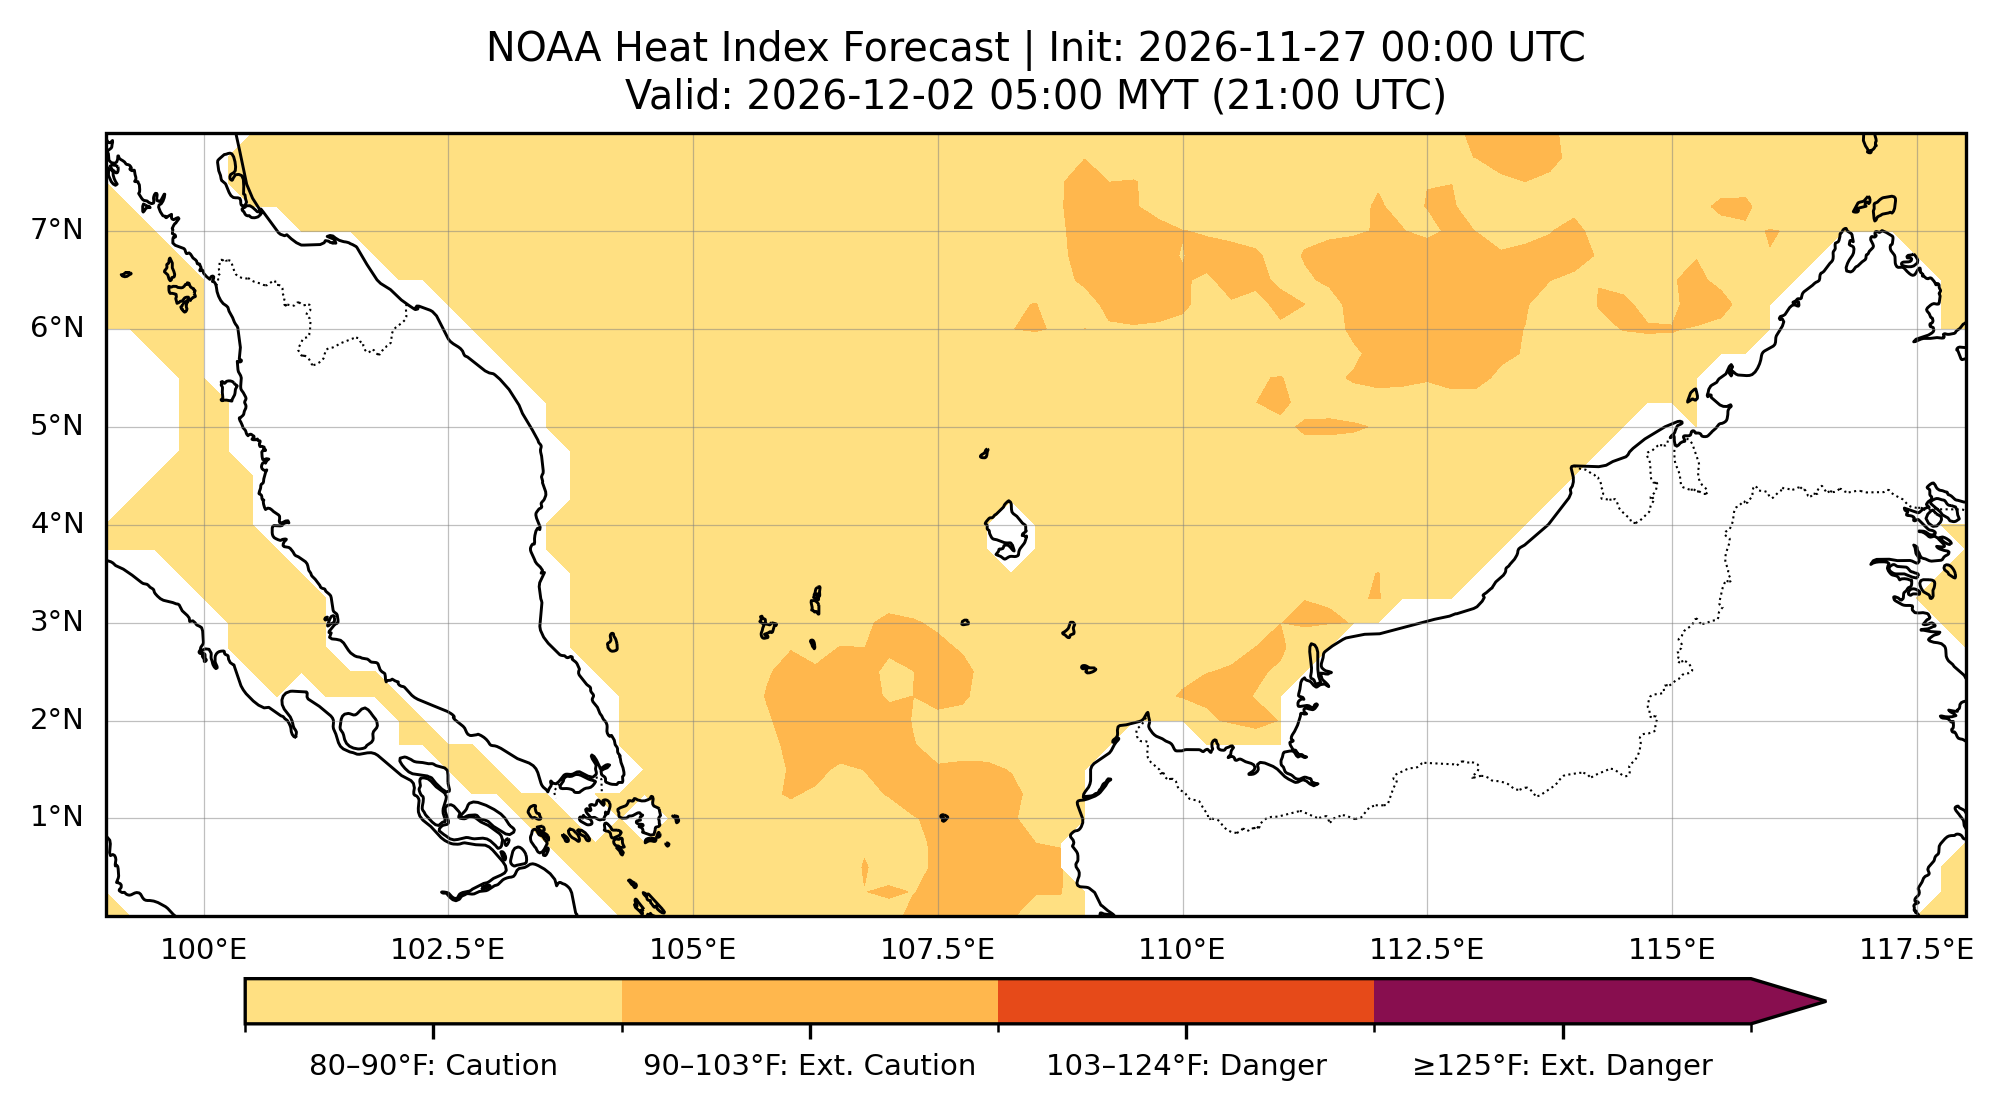 NOAA Heat Index Forecast | Init: 2026-11-27 00:00 UTC
Valid: 2026-12-02 05:00 MYT (21:00 UTC)
7°N
6°N
5°N
4°N
3°N
2°N
1°N
100°E 102.5°E 105°E 107.5°E 110°E 112.5°E 115°E 117.5°E
80–90°F: Caution 90–103°F: Ext. Caution 103–124°F: Danger ≥125°F: Ext. Danger